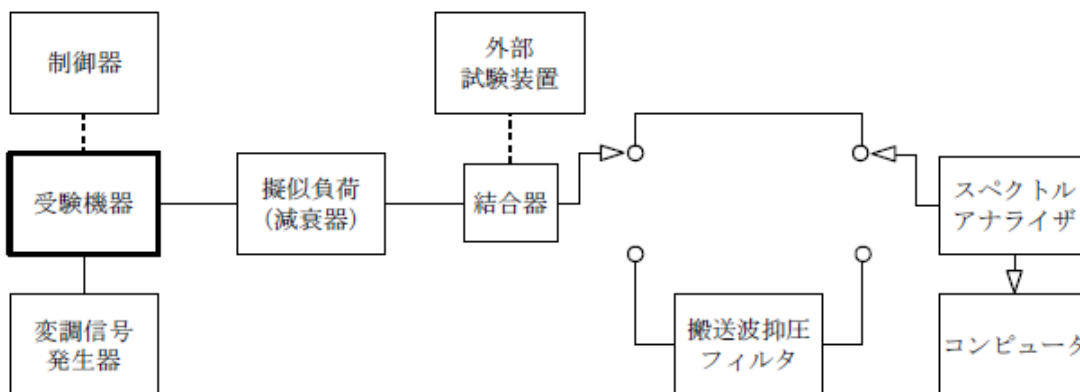 制御器
外部
試験装置
受験機器
擬似負荷
(減衰器)
結合器
スペクトル
アナライザ
変調信号
発生器
搬送波抑圧
フィルタ
コンピュータ